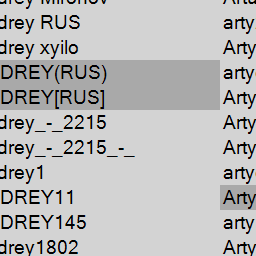 drey Mironov Arty
drey RUS arty
drey xyilo Arty
DREY(RUS) arty
DREY[RUS] Arty
drey_-_2215 Arty
drey_-_2215_-_ Arty
drey1 arty
DREY11 Arty
DREY145 arty
drey1802 Arty